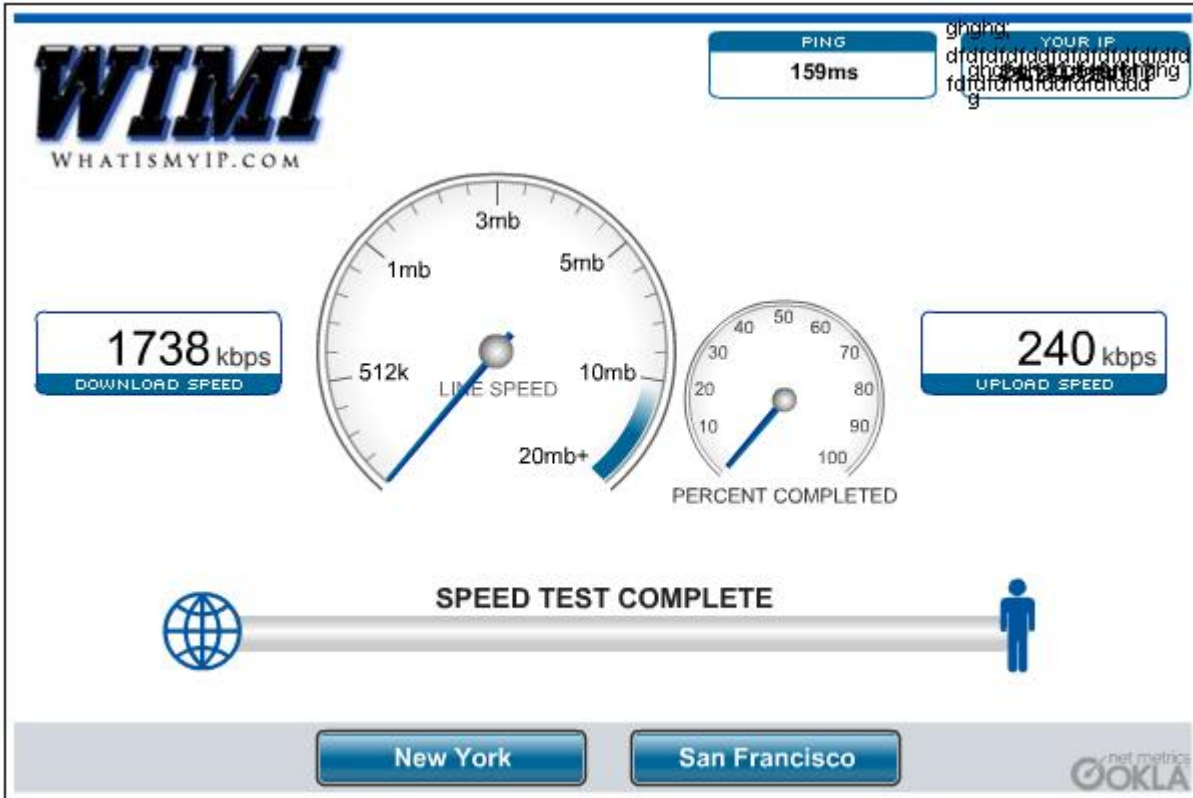 WIMI
WHATISMYIP.COM
PING
159ms
ghghg;
YOUR IP
3mb
1mb
5mb
512k
10mb
LINE SPEED
20mb+
1738 kbps
DOWNLOAD SPEED
50
40
60
30
70
20
80
10
90
100
PERCENT COMPLETED
240 kbps
UPLOAD SPEED
SPEED TEST COMPLETE
New York
San Francisco
net metrics
OOKLA